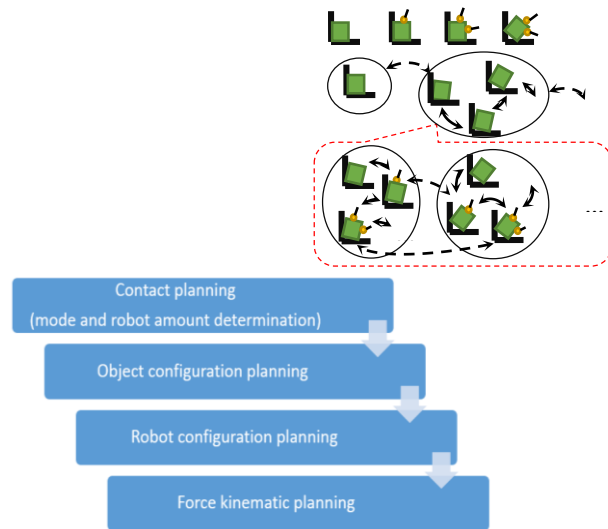 ...
Contact planning
(mode and robot amount determination)
Object configuration planning
Robot configuration planning
Force kinematic planning